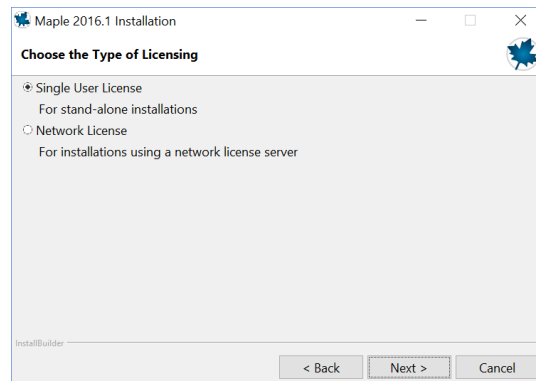 Maple 2016.1 Installation
Choose the Type of Licensing
Single User License
For stand-alone installations
Network License
For installations using a network license server
InstallBuilder
< Back
Next >
Cancel